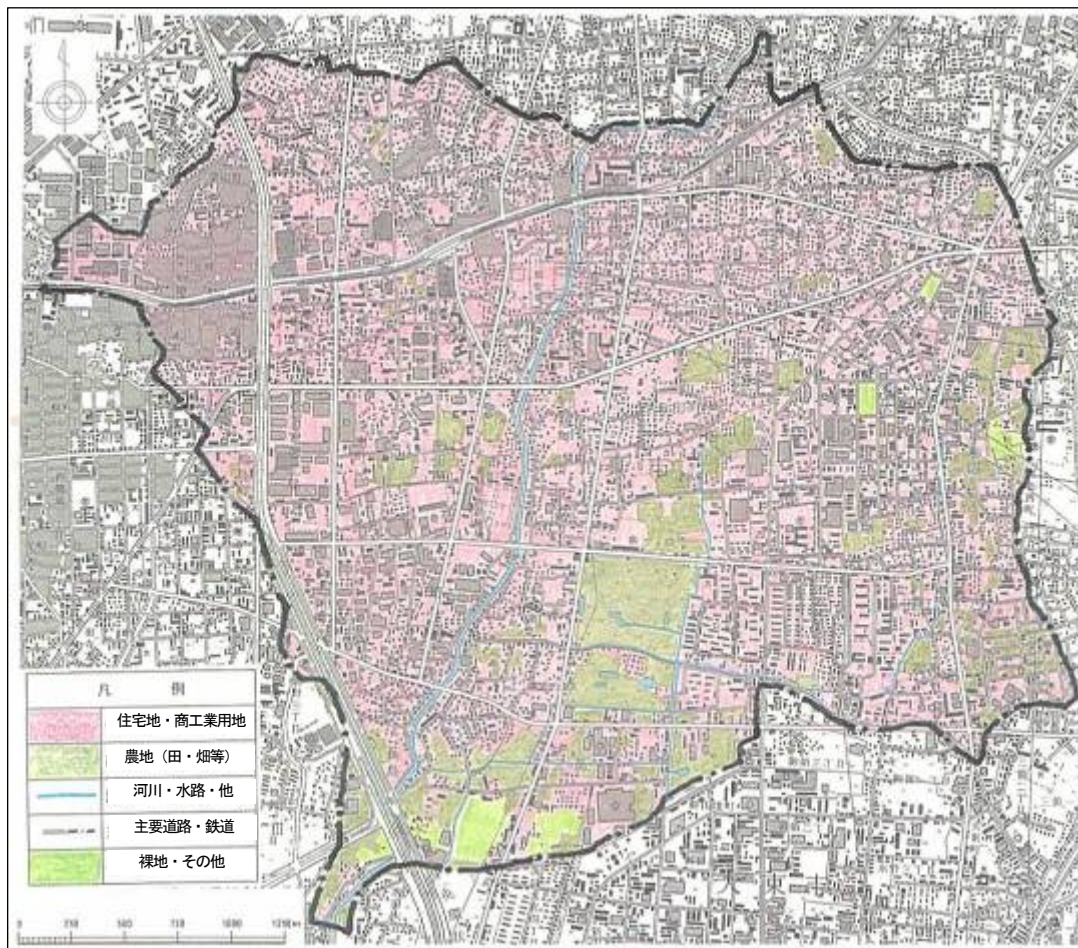 凡 例
住宅地・商工業用地
農地（田・畑等）
河川・水路・他
主要道路・鉄道
裸地・その他